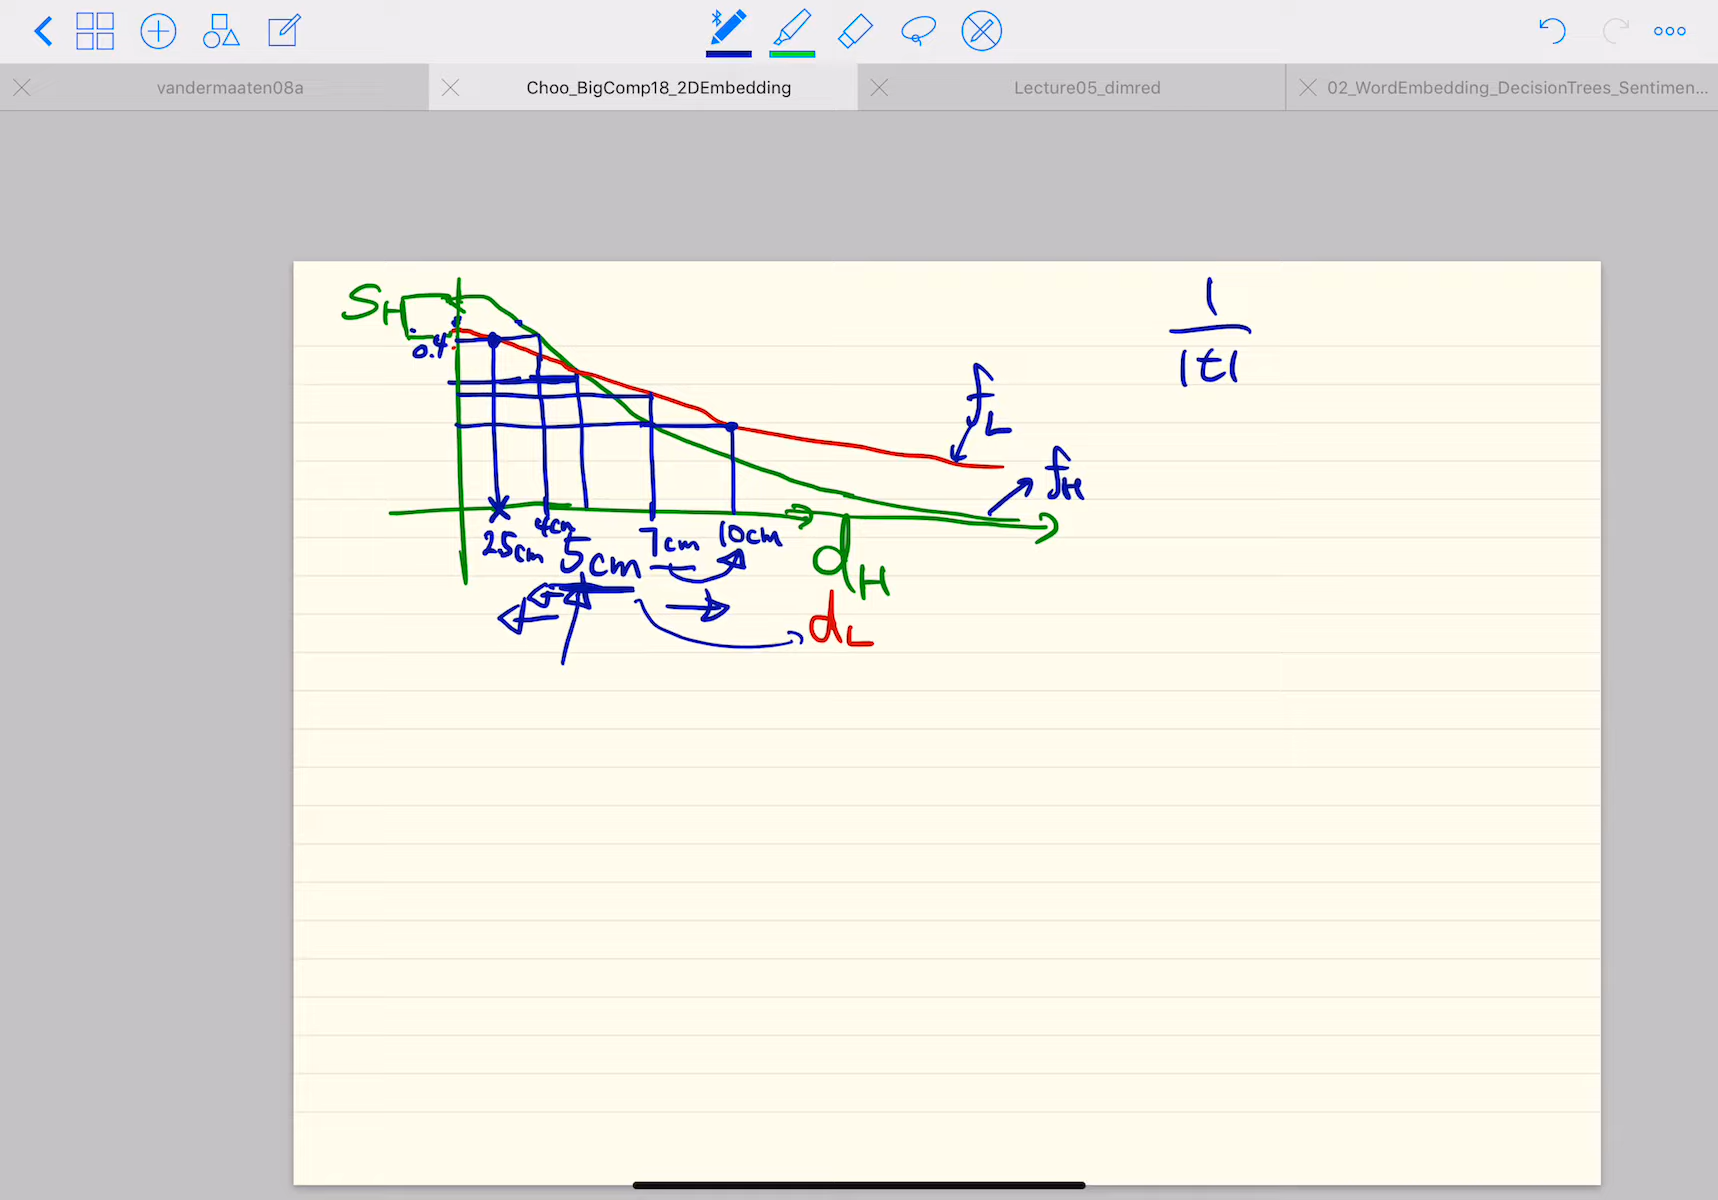 vandermaaten08a
Choo_BigComp18_2DEmbedding
Lecture05_dimred
02_WordEmbedding_DecisionTrees_Sentimen...
S_H
0.4
1
|t|
f_L
f_H
2.5cm
4cm
5cm
7cm
10cm
d_H
d_L